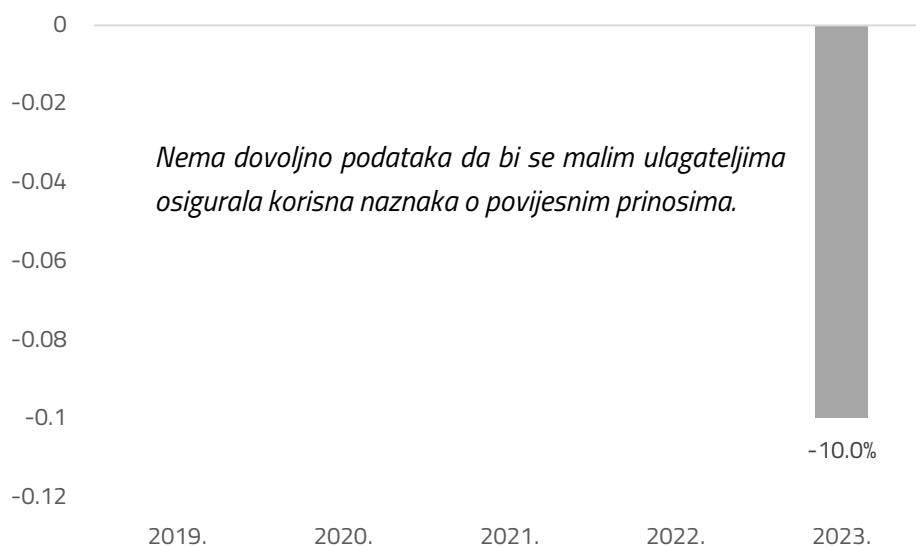 0
-0.02
-0.04
-0.06
-0.08
-0.1
-0.12
Nema dovoljno podataka da bi se malim ulagateljima
osigurala korisna naznaka o povijesnim prinosima.
-10.0%
2019. 2020. 2021. 2022. 2023.